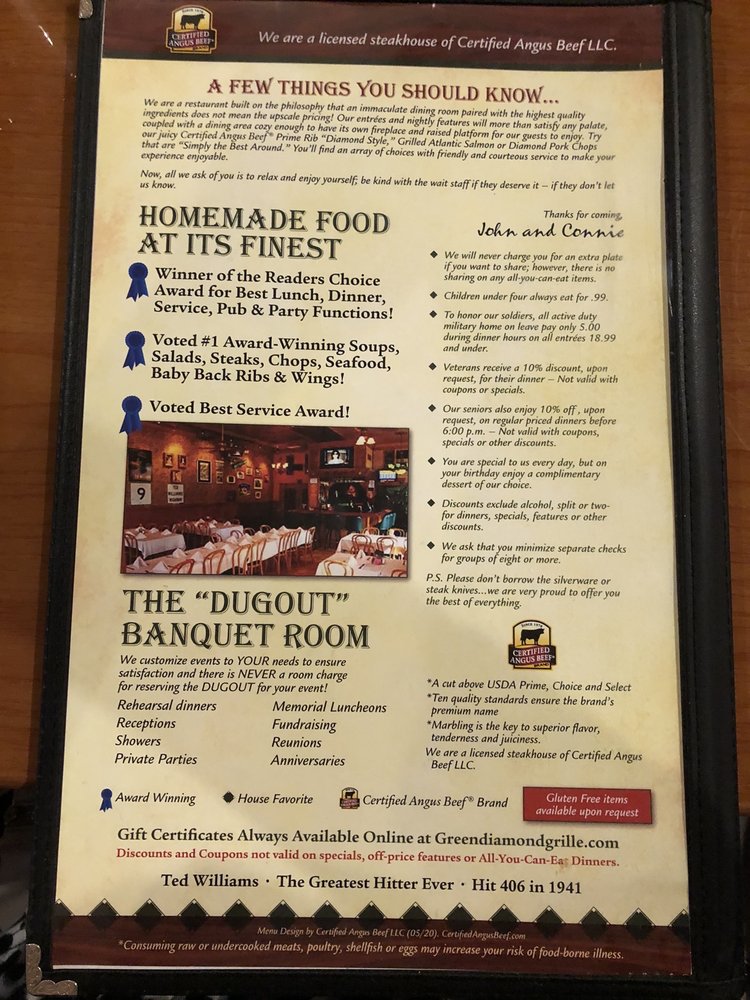 SINCE 1978
CERTIFIED
ANGUS BEEF®
BRAND
We are a licensed steakhouse of Certified Angus Beef LLC.
A FEW THINGS YOU SHOULD KNOW...
We are a restaurant built on the philosophy that an immaculate dining room paired with the highest quality
ingredients does not mean the upscale pricing! Our entrées and nightly features will more than satisfy any palate,
coupled with a dining area cozy enough to have its own fireplace and raised platform for our guests to enjoy. Try
our juicy Certified Angus Beef® Prime Rib "Diamond Style," Grilled Atlantic Salmon or Diamond Pork Chops
that are "Simply the Best Around." You'll find an array of choices with friendly and courteous service to make your
experience enjoyable.
Now, all we ask of you is to relax and enjoy yourself; be kind with the wait staff if they deserve it – if they don't let
us know.
HOMEMADE FOOD
AT ITS FINEST
Winner of the Readers Choice
Award for Best Lunch, Dinner,
Service, Pub & Party Functions!
Voted #1 Award-Winning Soups,
Salads, Steaks, Chops, Seafood,
Baby Back Ribs & Wings!
Voted Best Service Award!
9
TED
WILLIAMS
THE "DUGOUT"
BANQUET ROOM
We customize events to YOUR needs to ensure
satisfaction and there is NEVER a room charge
for reserving the DUGOUT for your event!
Rehearsal dinners
Receptions
Showers
Private Parties
Memorial Luncheons
Fundraising
Reunions
Anniversaries
Thanks for coming,
John and Connie
We will never charge you for an extra plate
if you want to share; however, there is no
sharing on any all-you-can-eat items.
Children under four always eat for .99.
To honor our soldiers, all active duty
military home on leave pay only 5.00
during dinner hours on all entrées 18.99
and under.
Veterans receive a 10% discount, upon
request, for their dinner – Not valid with
coupons or specials.
Our seniors also enjoy 10% off, upon
request, on regular priced dinners before
6:00 p.m. – Not valid with coupons,
specials or other discounts.
You are special to us every day, but on
your birthday enjoy a complimentary
dessert of our choice.
Discounts exclude alcohol, split or two-
for dinners, specials, features or other
discounts.
We ask that you minimize separate checks
for groups of eight or more.
P.S. Please don't borrow the silverware or
steak knives...we are very proud to offer you
the best of everything.
SINCE 1978
CERTIFIED
ANGUS BEEF®
BRAND
*A cut above USDA Prime, Choice and Select
*Ten quality standards ensure the brand's
premium name
*Marbling is the key to superior flavor,
tenderness and juiciness.
We are a licensed steakhouse of Certified Angus
Beef LLC.
Award Winning
House Favorite
Certified Angus Beef® Brand
Gluten Free items
available upon request
Gift Certificates Always Available Online at Greendiamondgrille.com
Discounts and Coupons not valid on specials, off-price features or All-You-Can-Eat Dinners.
Ted Williams · The Greatest Hitter Ever · Hit 406 in 1941
Menu Design by Certified Angus Beef LLC (05/20). CertifiedAngusBeef.com
*Consuming raw or undercooked meats, poultry, shellfish or eggs may increase your risk of food-borne illness.